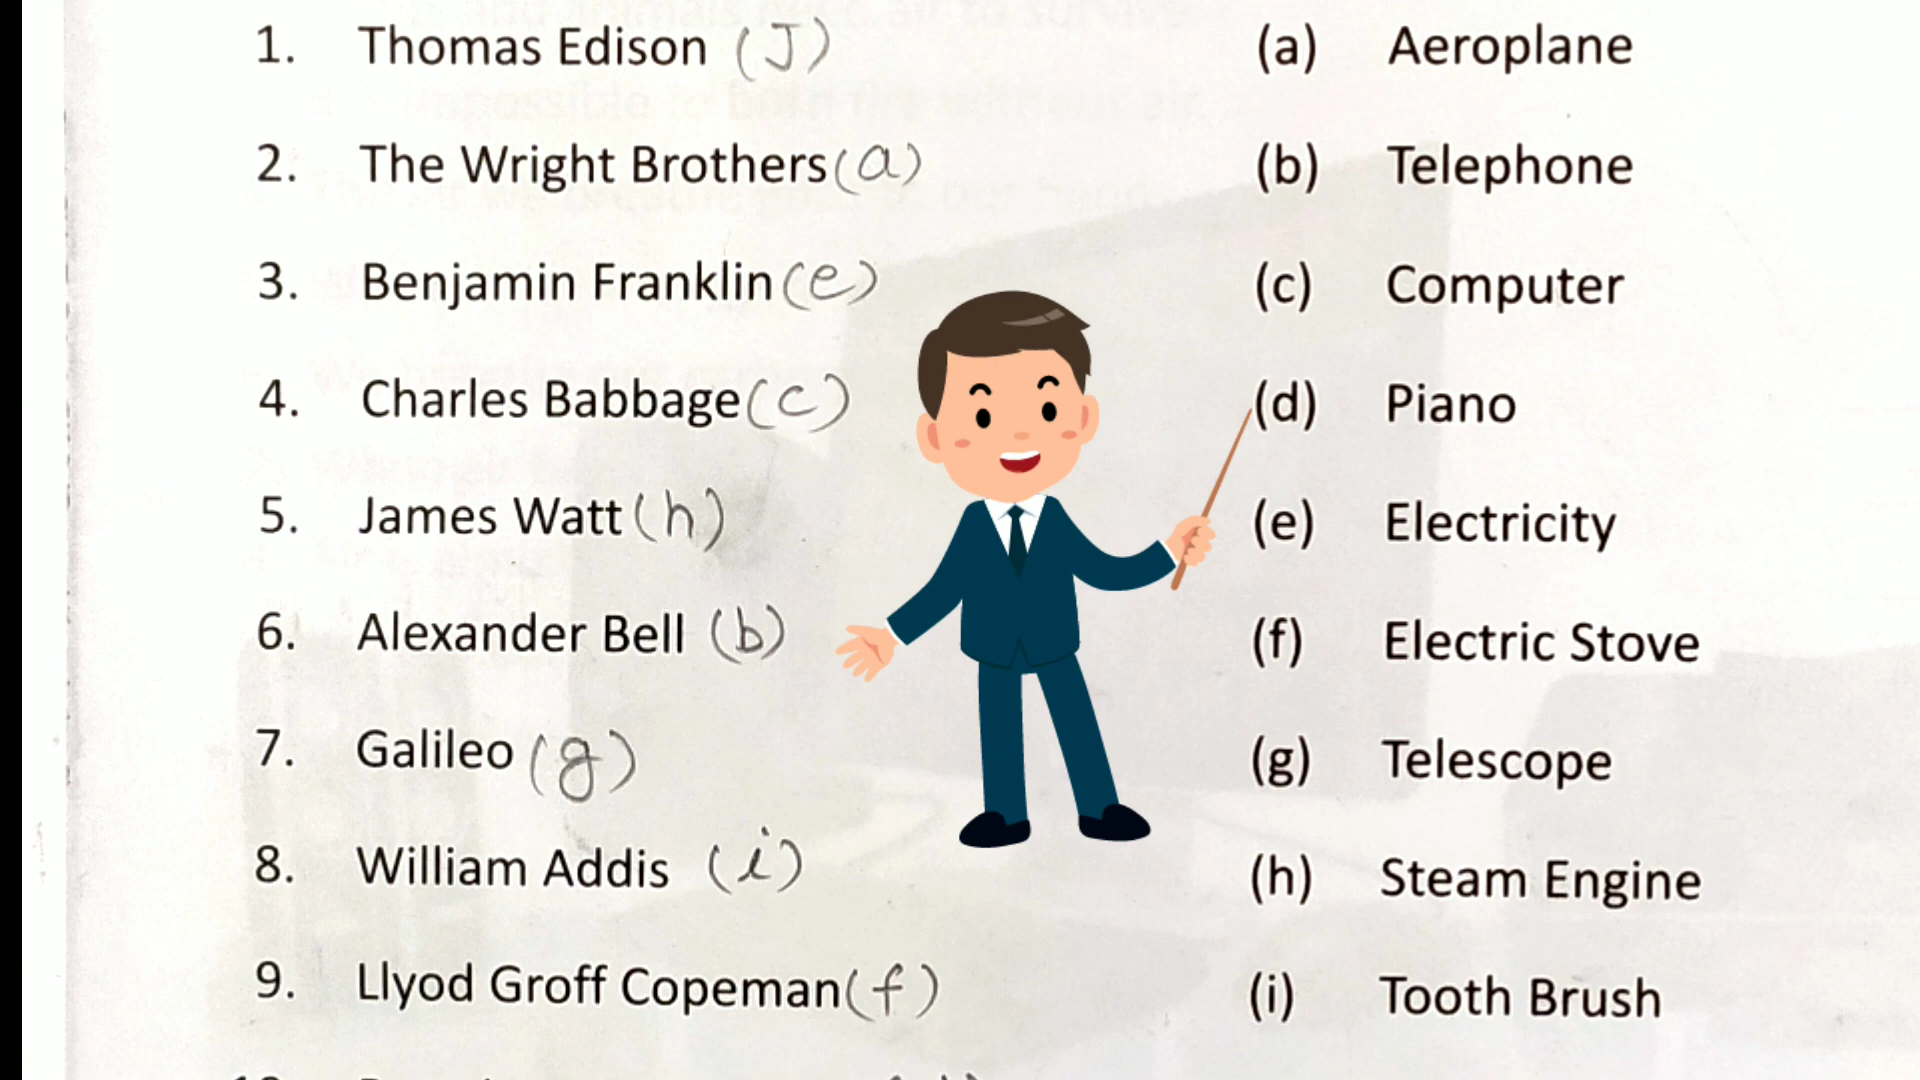 1. Thomas Edison (J) (a) Aeroplane
2. The Wright Brothers (a) (b) Telephone
3. Benjamin Franklin (e) (c) Computer
4. Charles Babbage (c) (d) Piano
5. James Watt (h) (e) Electricity
6. Alexander Bell (b) (f) Electric Stove
7. Galileo (g) (g) Telescope
8. William Addis (i) (h) Steam Engine
9. Llyod Groff Copeman (f) (i) Tooth Brush